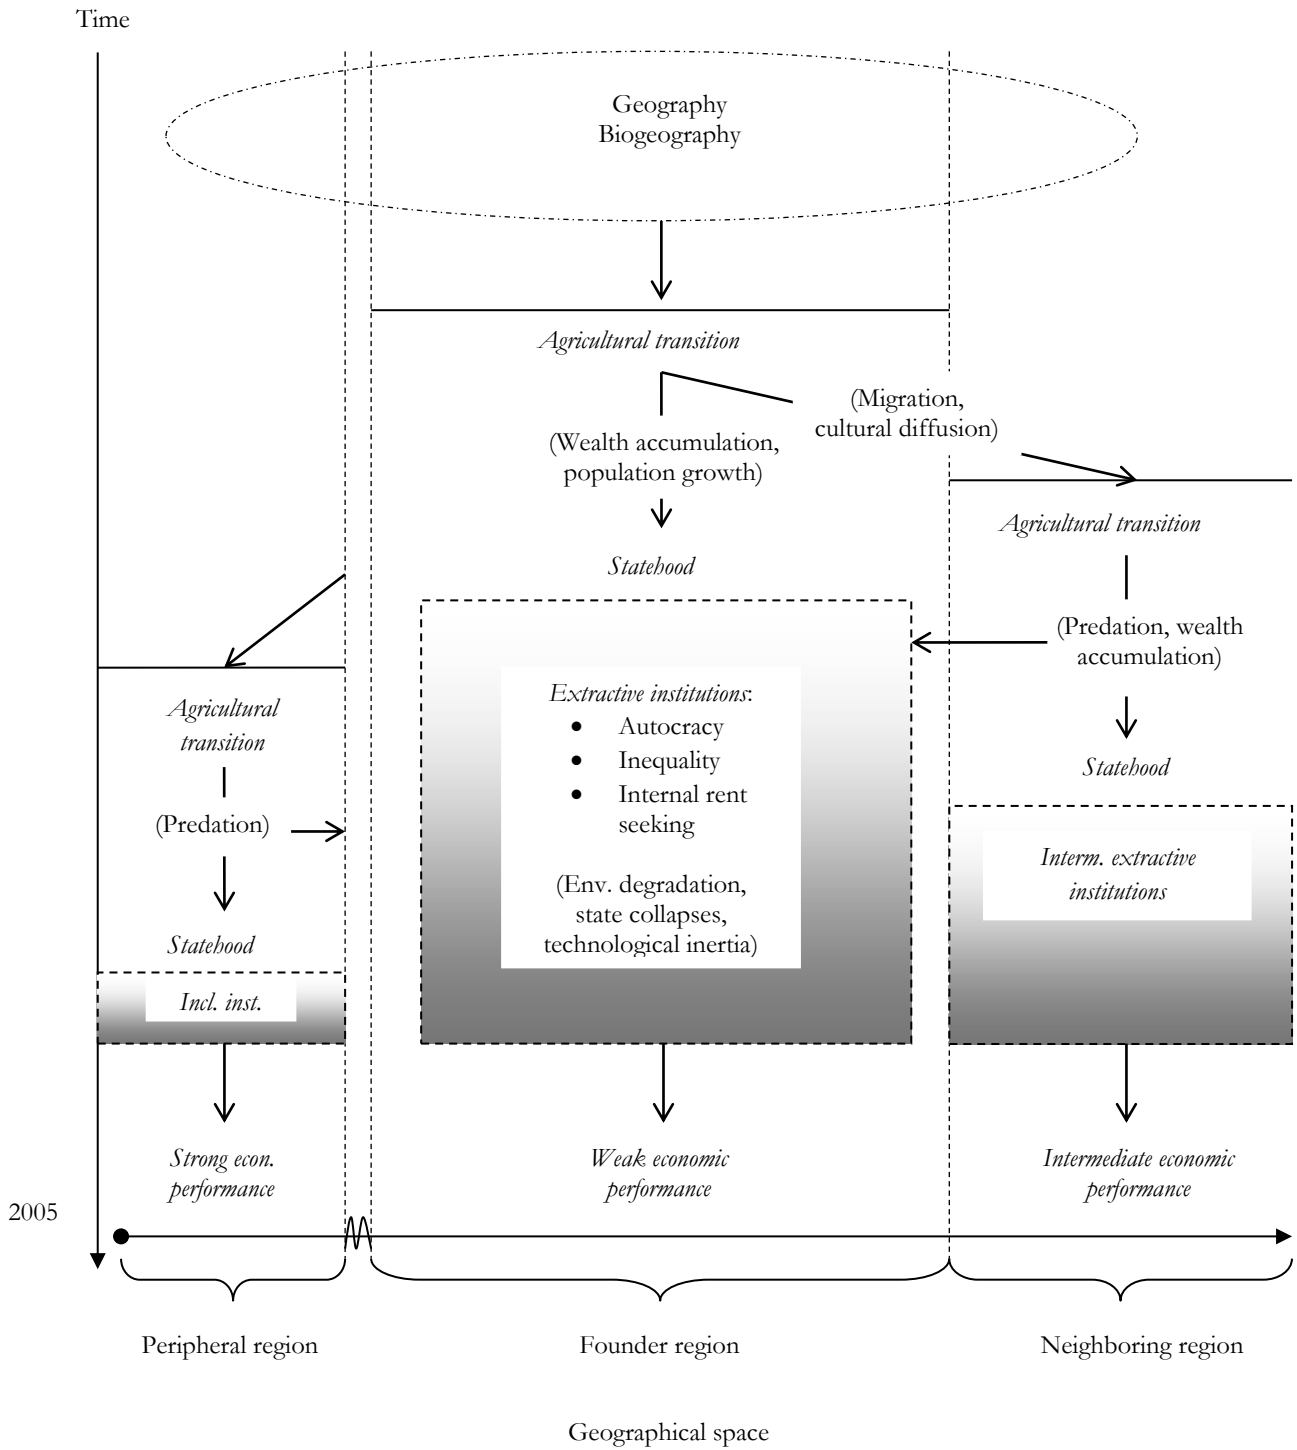 Time
Geography
Biogeography
Agricultural transition
(Migration,
cultural diffusion)
(Wealth accumulation,
population growth)
Agricultural transition
Statehood
(Predation, wealth
accumulation)
Extractive institutions:
• Autocracy
• Inequality
• Internal rent
seeking
(Env. degradation,
state collapses,
technological inertia)
Agricultural
transition
(Predation)
Statehood
Incl. inst.
Statehood
Interm. extractive
institutions
Strong econ.
performance
Weak economic
performance
Intermediate economic
performance
2005
Peripheral region
Founder region
Neighboring region
Geographical space